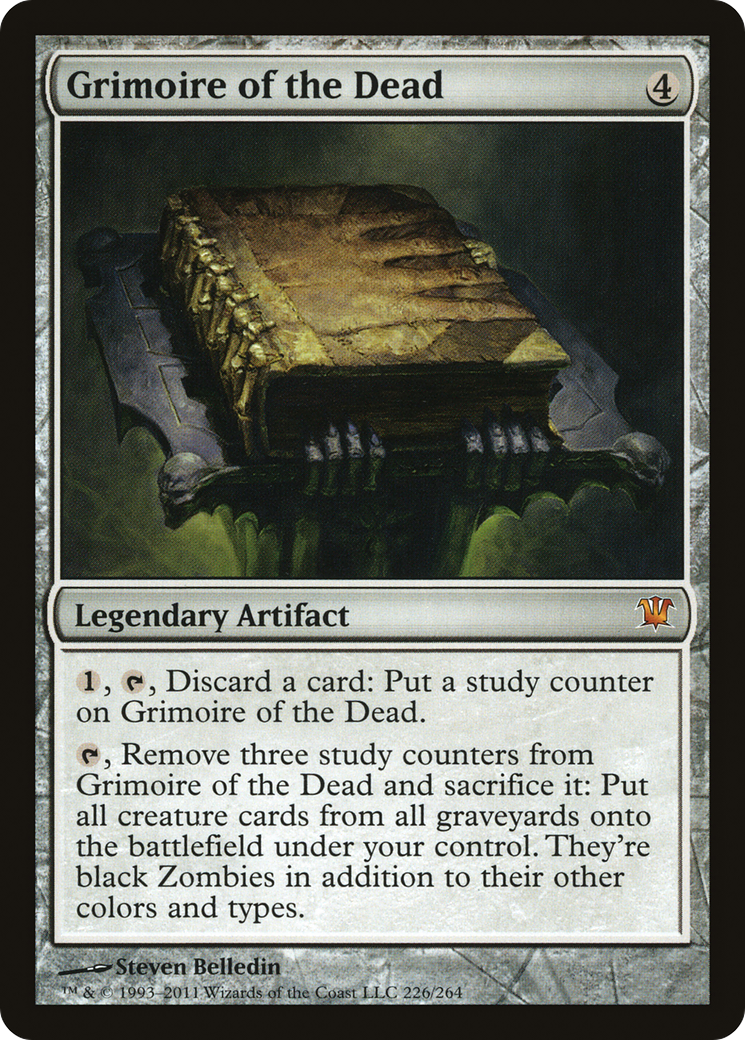 Grimoire of the Dead 4
Legendary Artifact
1, , Discard a card: Put a study counter
on Grimoire of the Dead.
, Remove three study counters from
Grimoire of the Dead and sacrifice it: Put
all creature cards from all graveyards onto
the battlefield under your control. They’re
black Zombies in addition to their other
colors and types.
Steven Belledin
™ & © 1993–2011 Wizards of the Coast LLC 226/264